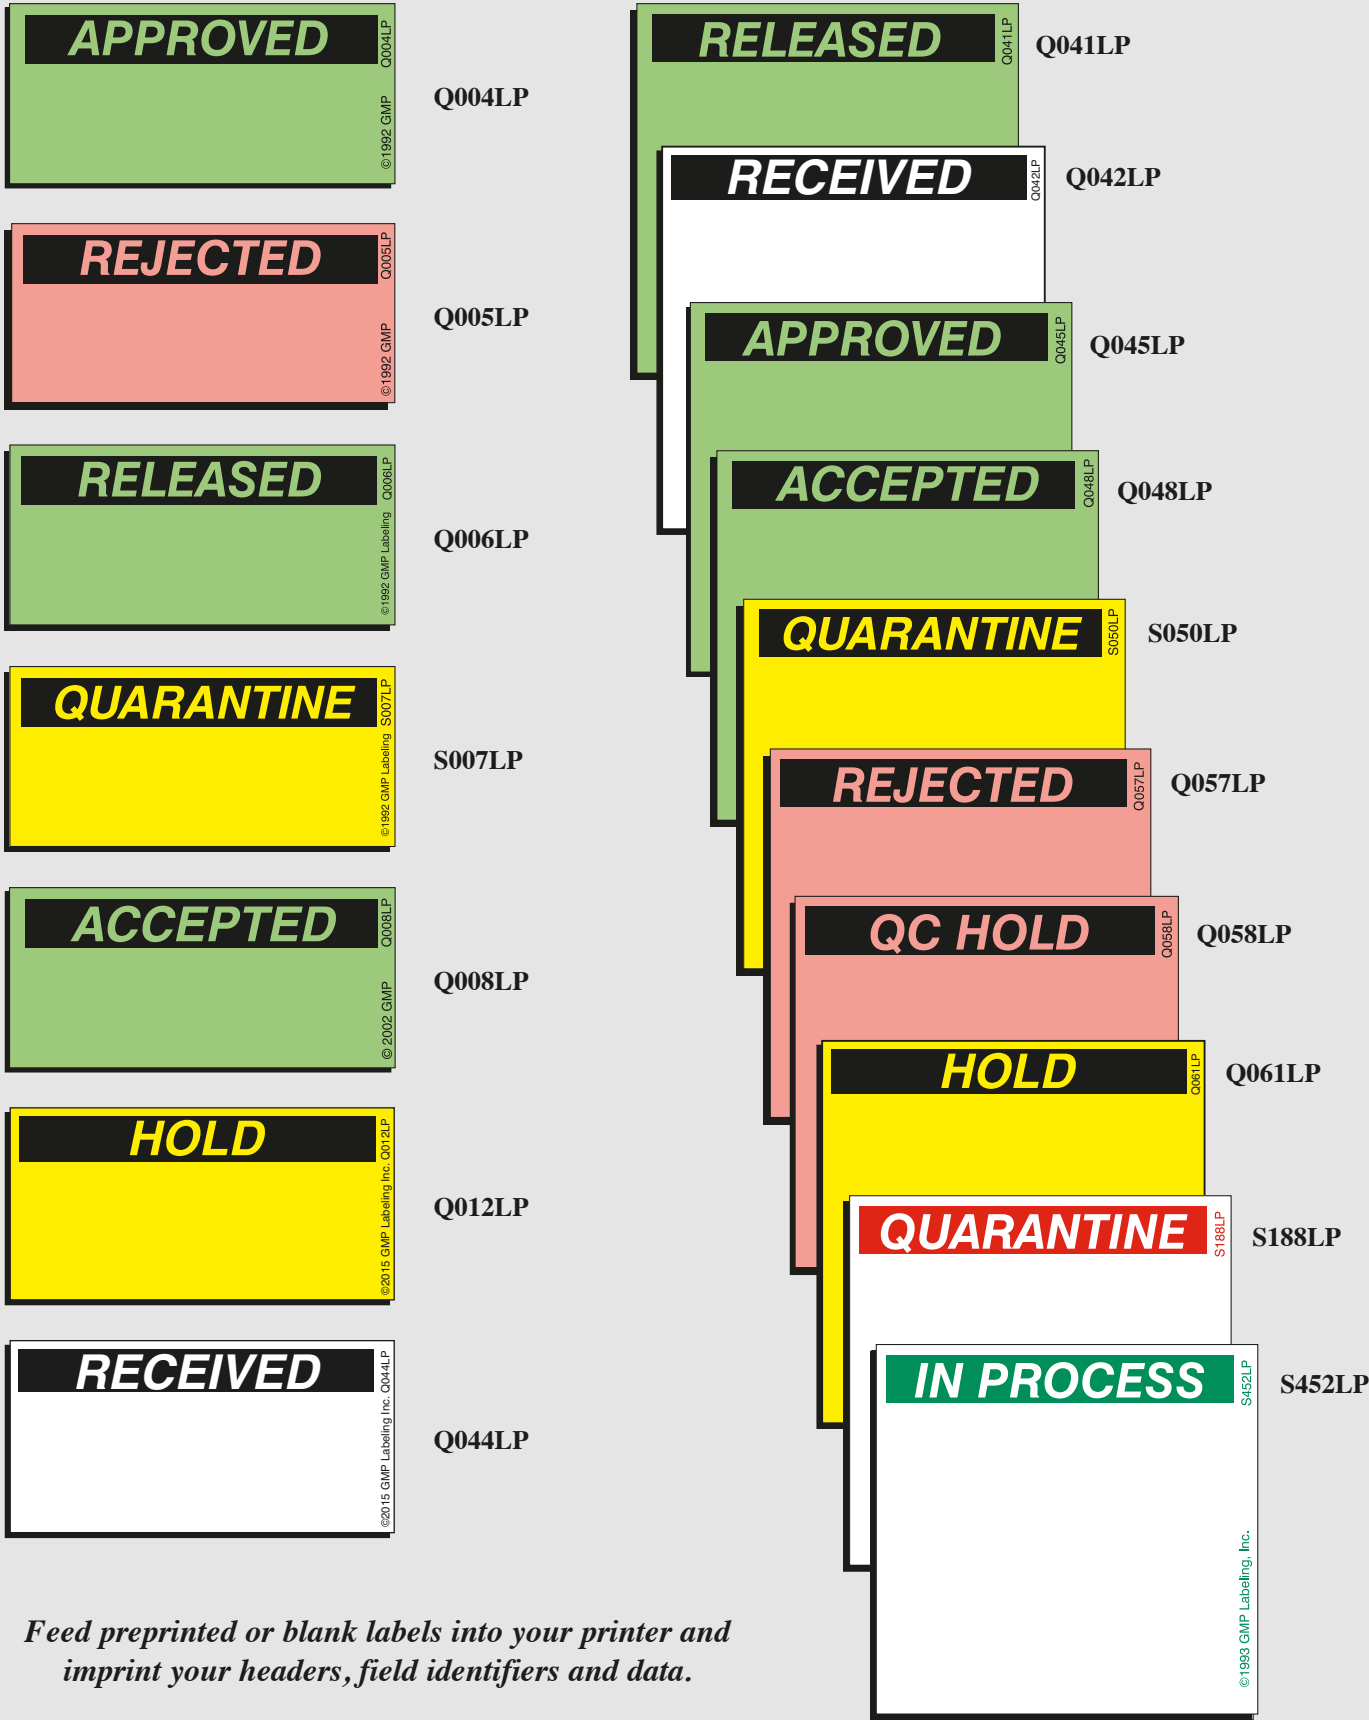 APPROVED
Q004LP
©1992 GMP
Q004LP
REJECTED
Q005LP
©1992 GMP
Q005LP
RELEASED
©1992 GMP Labeling Q006LP
Q006LP
QUARANTINE
©1992 GMP Labeling S007LP
S007LP
ACCEPTED
Q008LP
© 2002 GMP
Q008LP
HOLD
©2015 GMP Labeling Inc. Q012LP
Q012LP
RECEIVED
©2015 GMP Labeling Inc. Q044LP
Q044LP
RELEASED
Q041LP
Q041LP
RECEIVED
Q042LP
Q042LP
APPROVED
Q045LP
Q045LP
ACCEPTED
Q048LP
Q048LP
QUARANTINE
S050LP
S050LP
REJECTED
Q057LP
Q057LP
QC HOLD
Q058LP
Q058LP
HOLD
Q061LP
Q061LP
QUARANTINE
S188LP
S188LP
IN PROCESS
S452LP
©1993 GMP Labeling, Inc.
S452LP
Feed preprinted or blank labels into your printer and
imprint your headers, field identifiers and data.